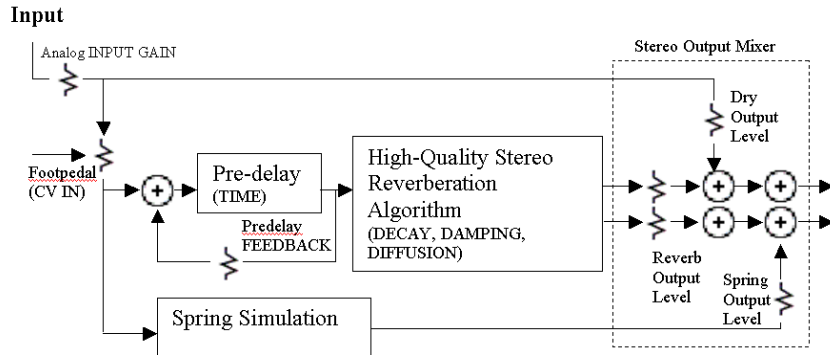 Input
Analog INPUT GAIN
Stereo Output Mixer
Dry
Output
Level
Footpedal
(CV IN)
Pre-delay
(TIME)
Predelay
FEEDBACK
High-Quality Stereo
Reverberation
Algorithm
(DECAY, DAMPING,
DIFFUSION)
Reverb
Output
Level
Spring
Output
Level
Spring Simulation